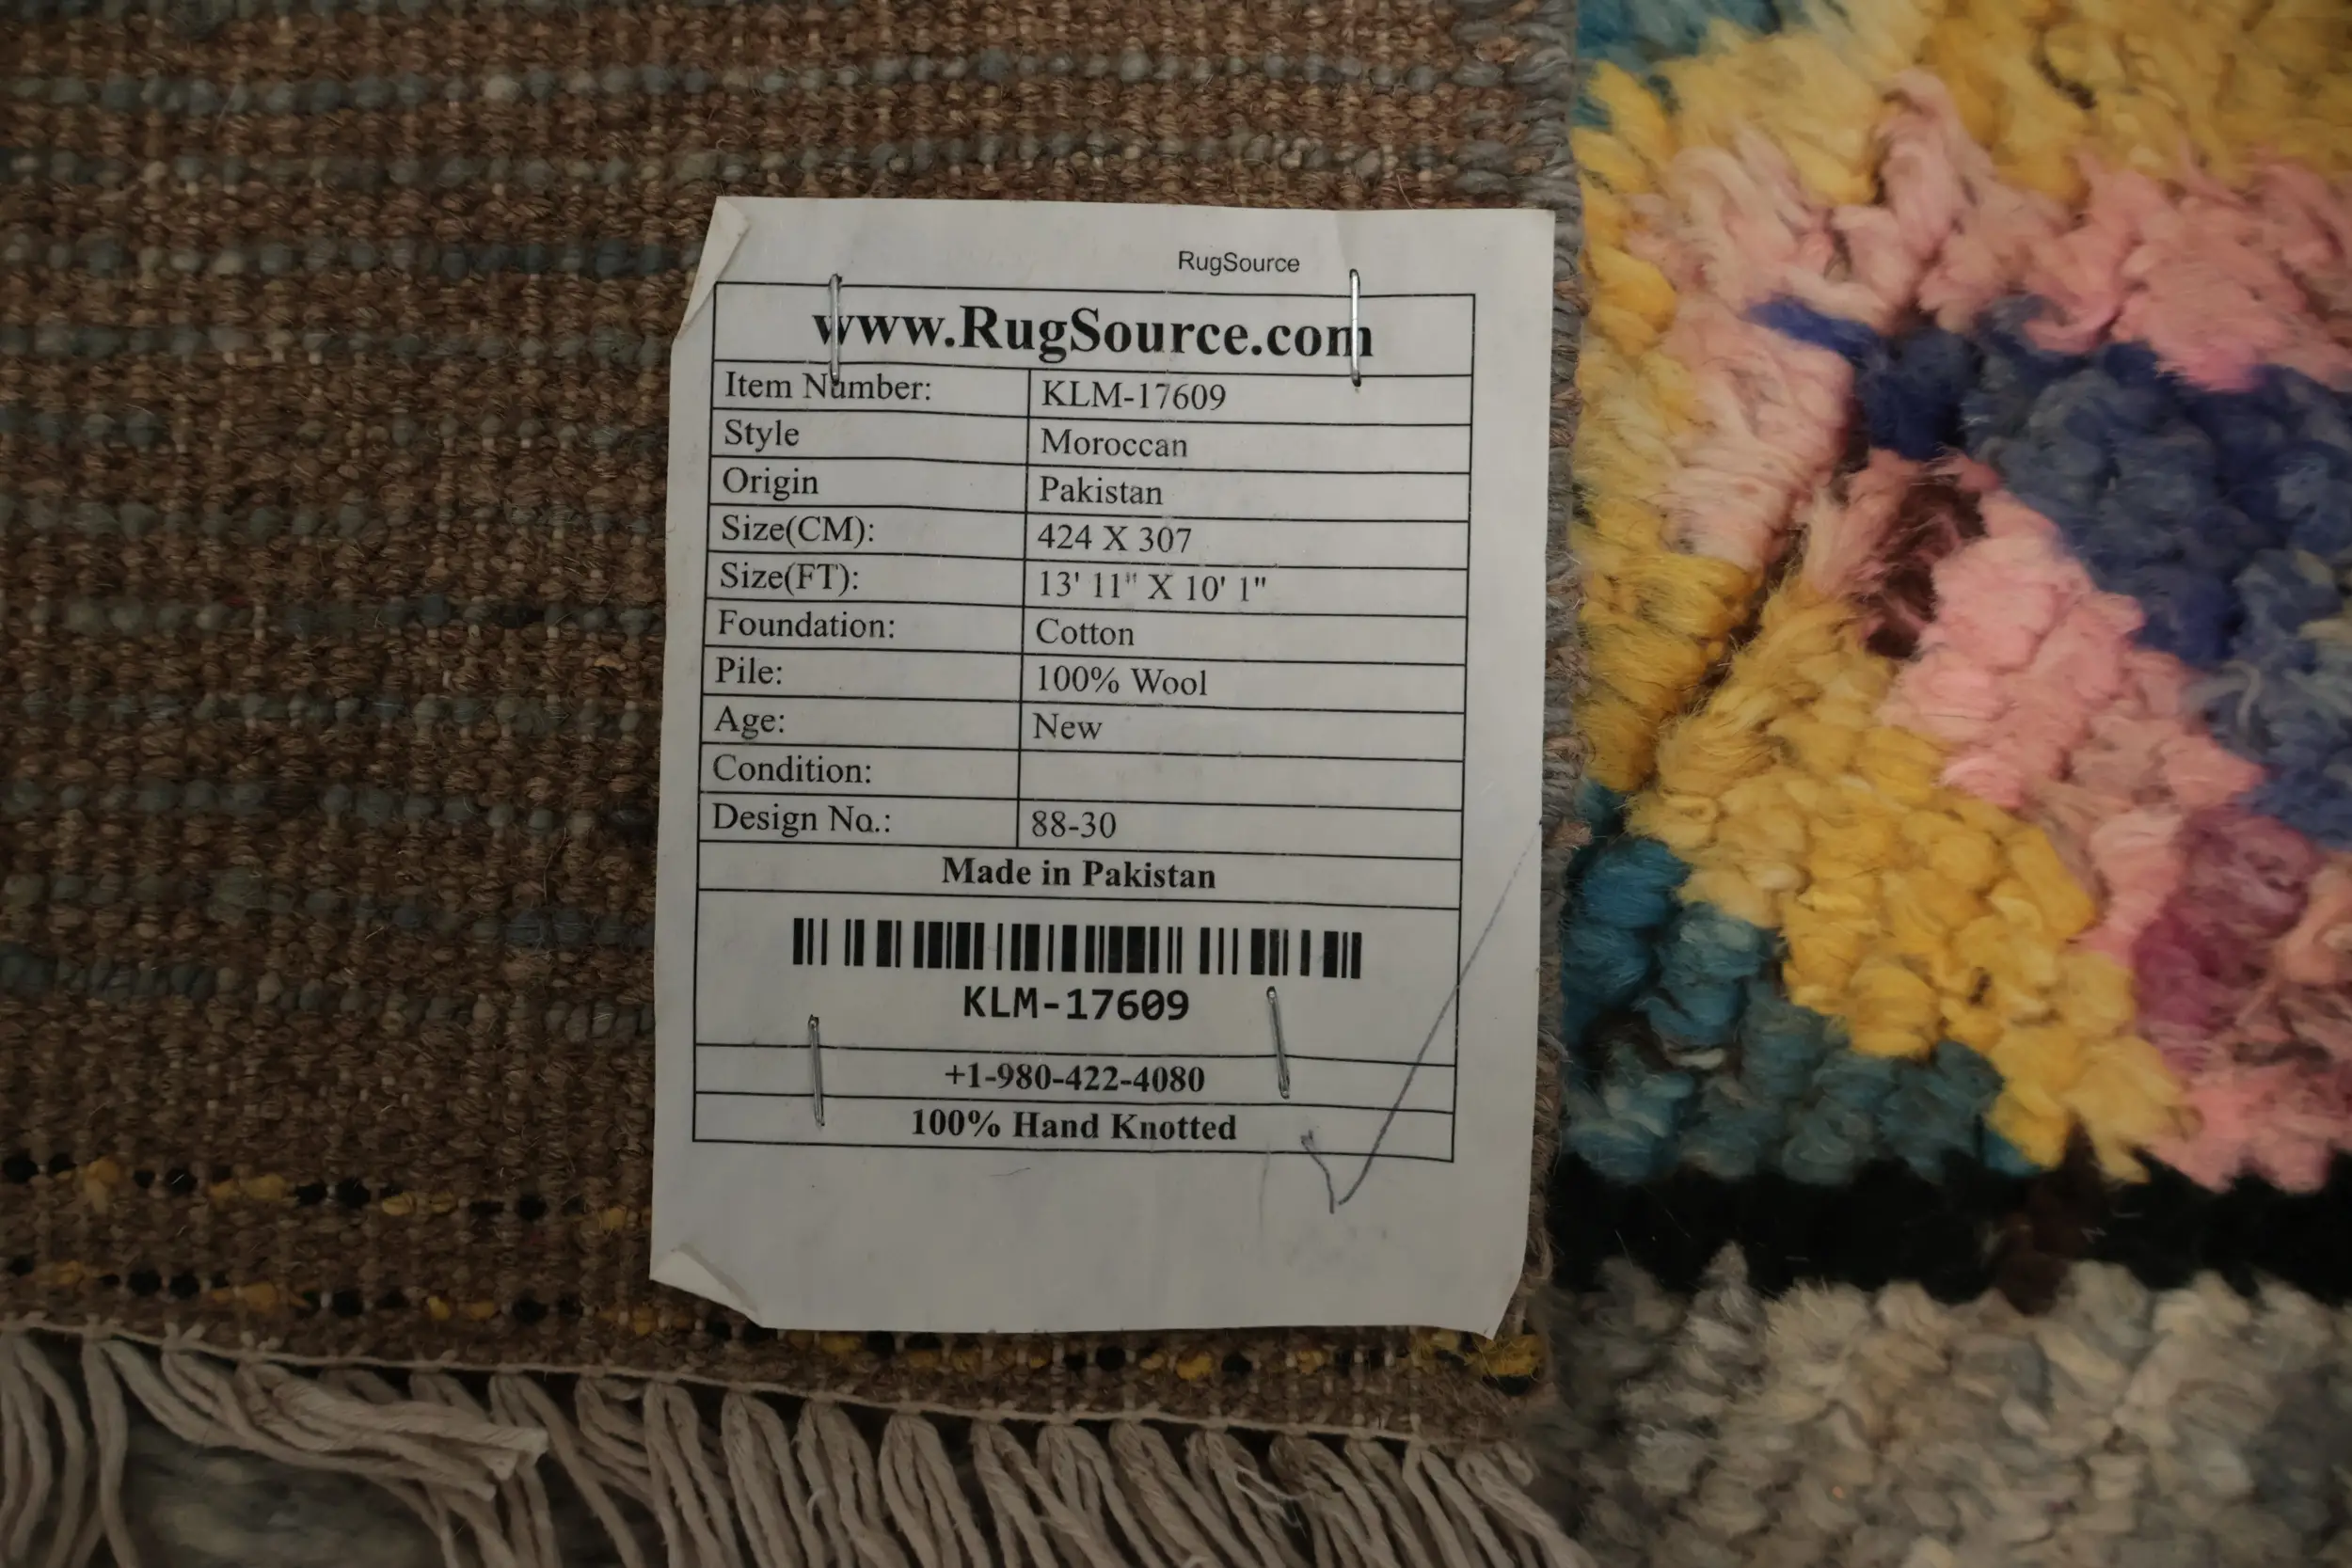 RugSource
www.RugSource.com
Item Number: KLM-17609
Style Moroccan
Origin Pakistan
Size(CM): 424 X 307
Size(FT): 13' 11" X 10' 1"
Foundation: Cotton
Pile: 100% Wool
Age: New
Condition:
Design No.: 88-30
Made in Pakistan
KLM-17609
+1-980-422-4080
100% Hand Knotted